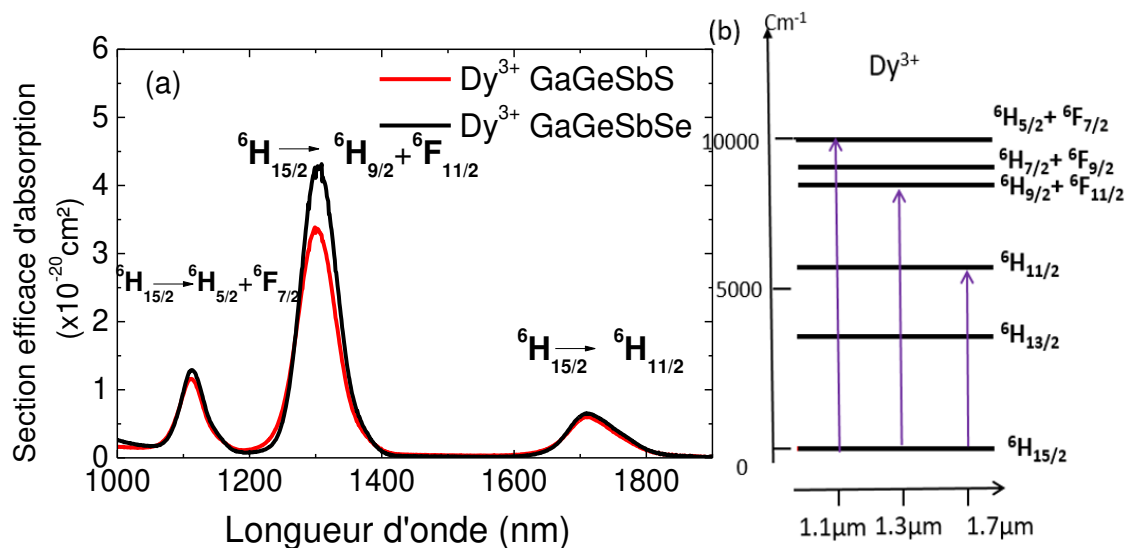 (a)
Dy³⁺ GaGeSbS
Dy³⁺ GaGeSbSe
⁶H₁₅/₂ → ⁶H₉/₂ + ⁶F₁₁/₂
⁶H₁₅/₂ → ⁶H₅/₂ + ⁶F₇/₂
⁶H₁₅/₂ → ⁶H₁₁/₂
Section efficace d'absorption
(x10⁻²⁰cm²)
6
5
4
3
2
1
0
1000 1200 1400 1600 1800
Longueur d'onde (nm)
(b)
Cm⁻¹
Dy³⁺
10000
5000
0
⁶H₅/₂ + ⁶F₇/₂
⁶H₇/₂ + ⁶F₉/₂
⁶H₉/₂ + ⁶F₁₁/₂
⁶H₁₁/₂
⁶H₁₃/₂
⁶H₁₅/₂
1.1µm 1.3µm 1.7µm